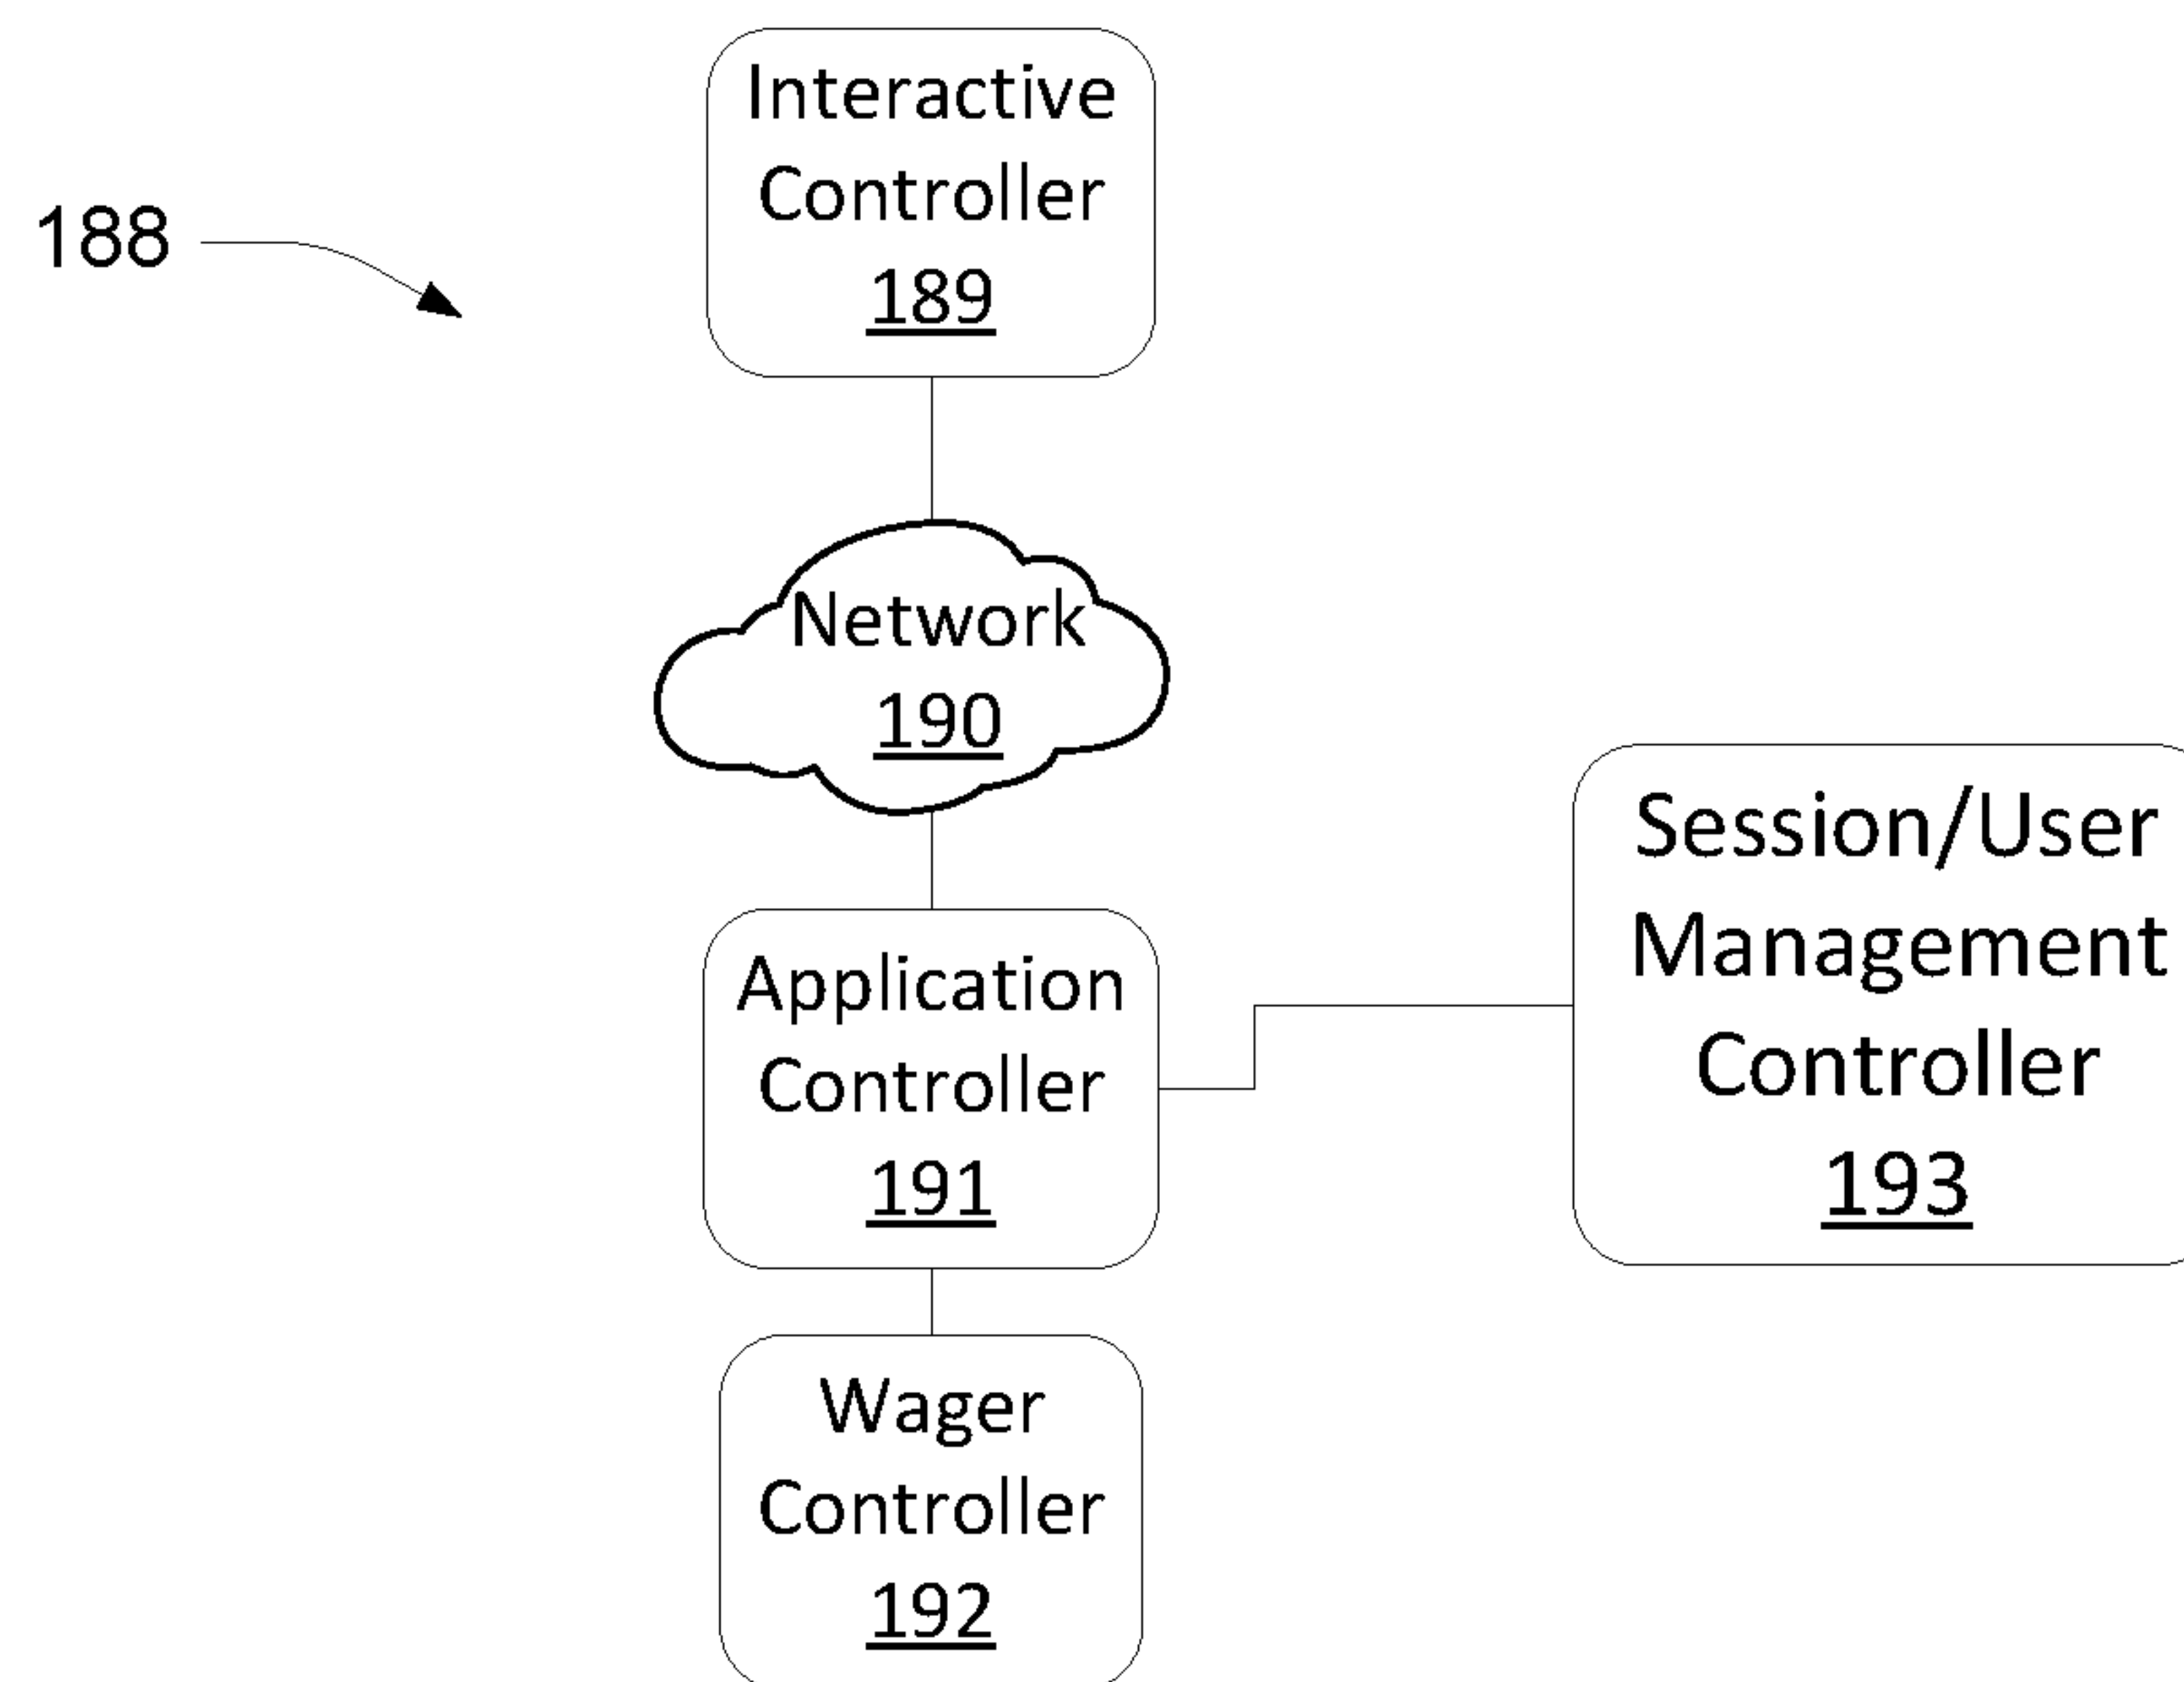 188
Interactive
Controller
189
Network
190
Application
Controller
191
Session/User
Management
Controller
193
Wager
Controller
192